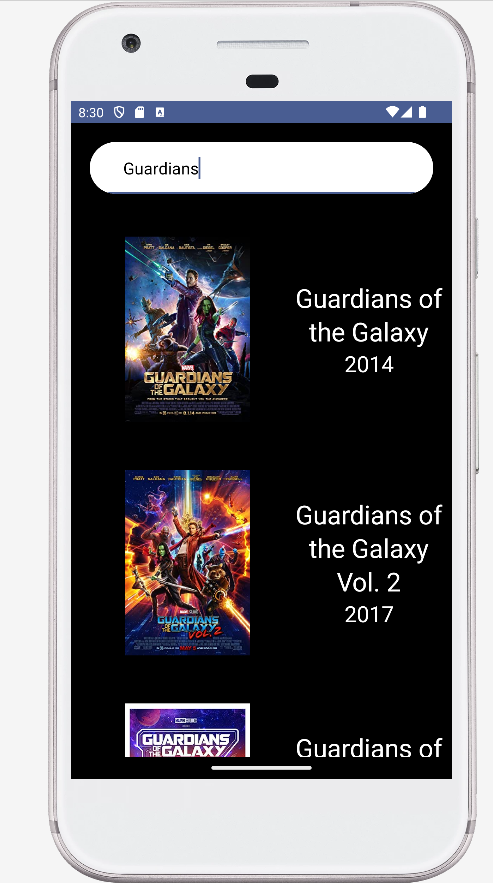 8:30
Guardians
GUARDIANS
OF THE GALAXY
Guardians of
the Galaxy
2014
GUARDIANS
OF THE GALAXY
VOL. 2
Guardians of
the Galaxy
Vol. 2
2017
GUARDIANS
OF THE GALAXY
Guardians of